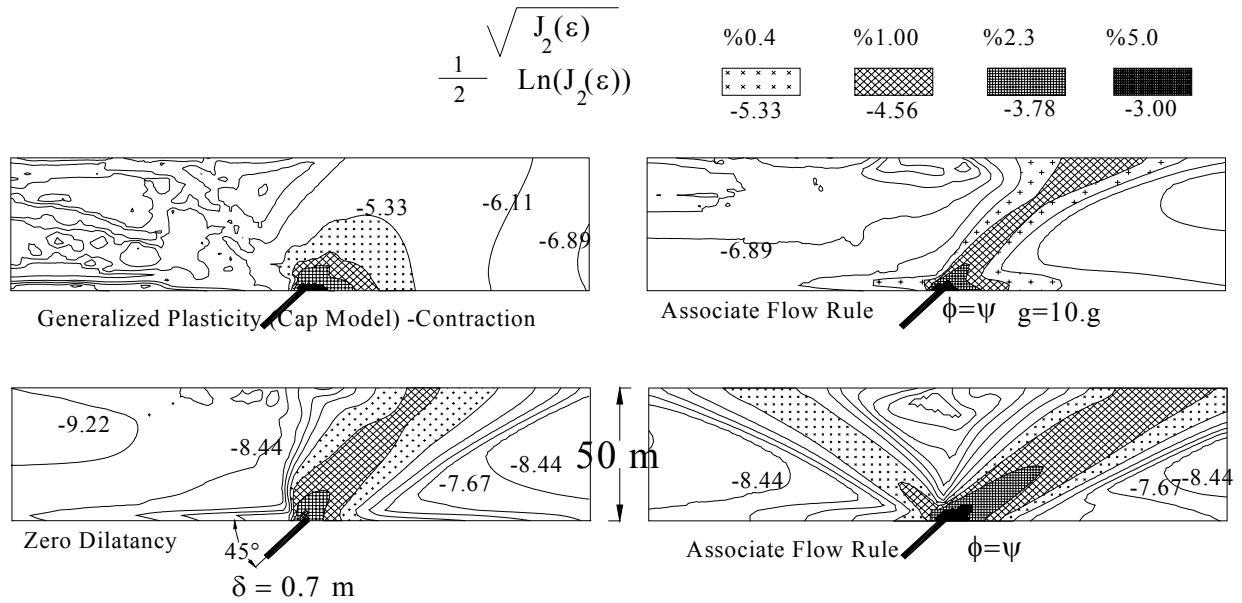 √J₂(ε)
1/2 Ln(J₂(ε))
%0.4 %1.00 %2.3 %5.0
-5.33 -4.56 -3.78 -3.00
-5.33
-6.11
-6.89
Generalized Plasticity (Cap Model) -Contraction
-6.89
Associate Flow Rule φ=ψ g=10.g
-9.22
-8.44
-8.44
-7.67
Zero Dilatancy
45°
δ = 0.7 m
50 m
-8.44
-7.67
-8.44
Associate Flow Rule φ=ψ